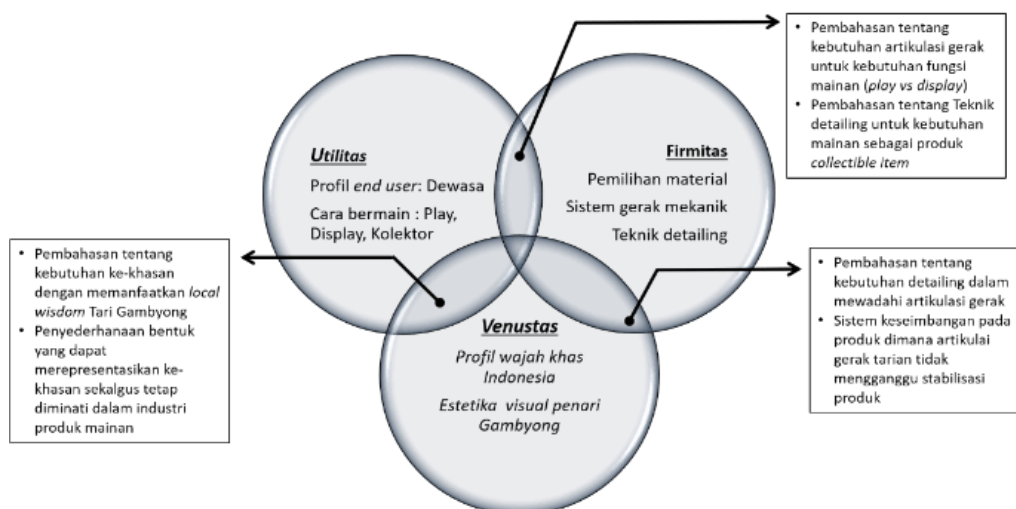 Utilitas
Profil end user: Dewasa
Cara bermain : Play,
Display, Kolektor
Firmitas
Pemilihan material
Sistem gerak mekanik
Teknik detailing
Venustas
Profil wajah khas
Indonesia
Estetika visual penari
Gambyong
• Pembahasan tentang
kebutuhan artikulasi gerak
untuk kebutuhan fungsi
mainan (play vs display)
• Pembahasan tentang Teknik
detailing untuk kebutuhan
mainan sebagai produk
collectible item
• Pembahasan tentang
kebutuhan ke-khasan
dengan memanfaatkan local
wisdom Tari Gambyong
• Penyederhanaan bentuk
yang dapat
merepresentasikan ke-
khasan sekalgus tetap
diminati dalam industri
produk mainan
• Pembahasan tentang
kebutuhan detailing dalam
mewadahi artikulasi gerak
• Sistem keseimbangan pada
produk dimana artikulai
gerak tarian tidak
mengganggu stabilisasi
produk